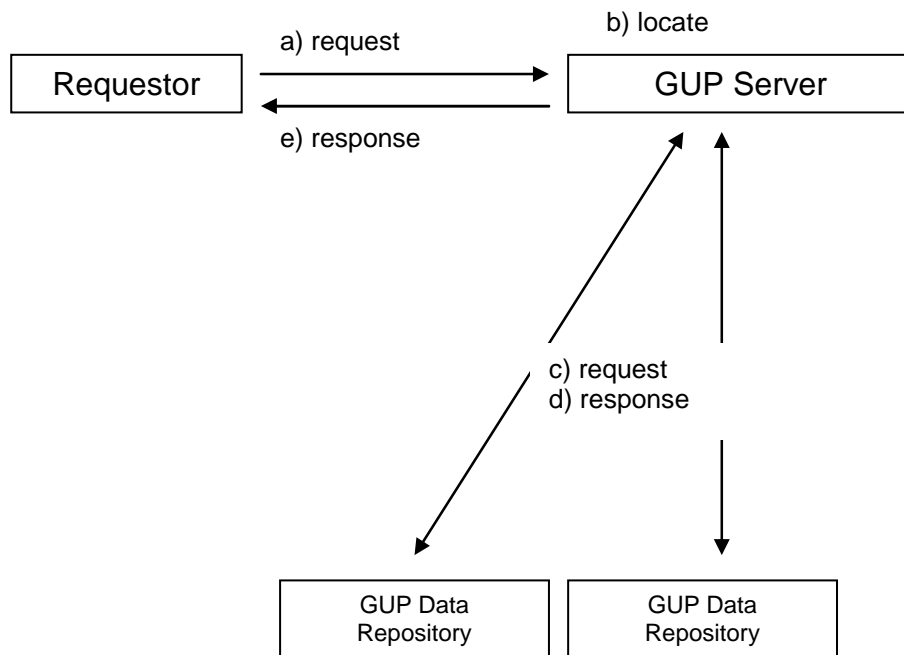 b) locate
a) request
Requestor
GUP Server
e) response
c) request
d) response
GUP Data
Repository
GUP Data
Repository